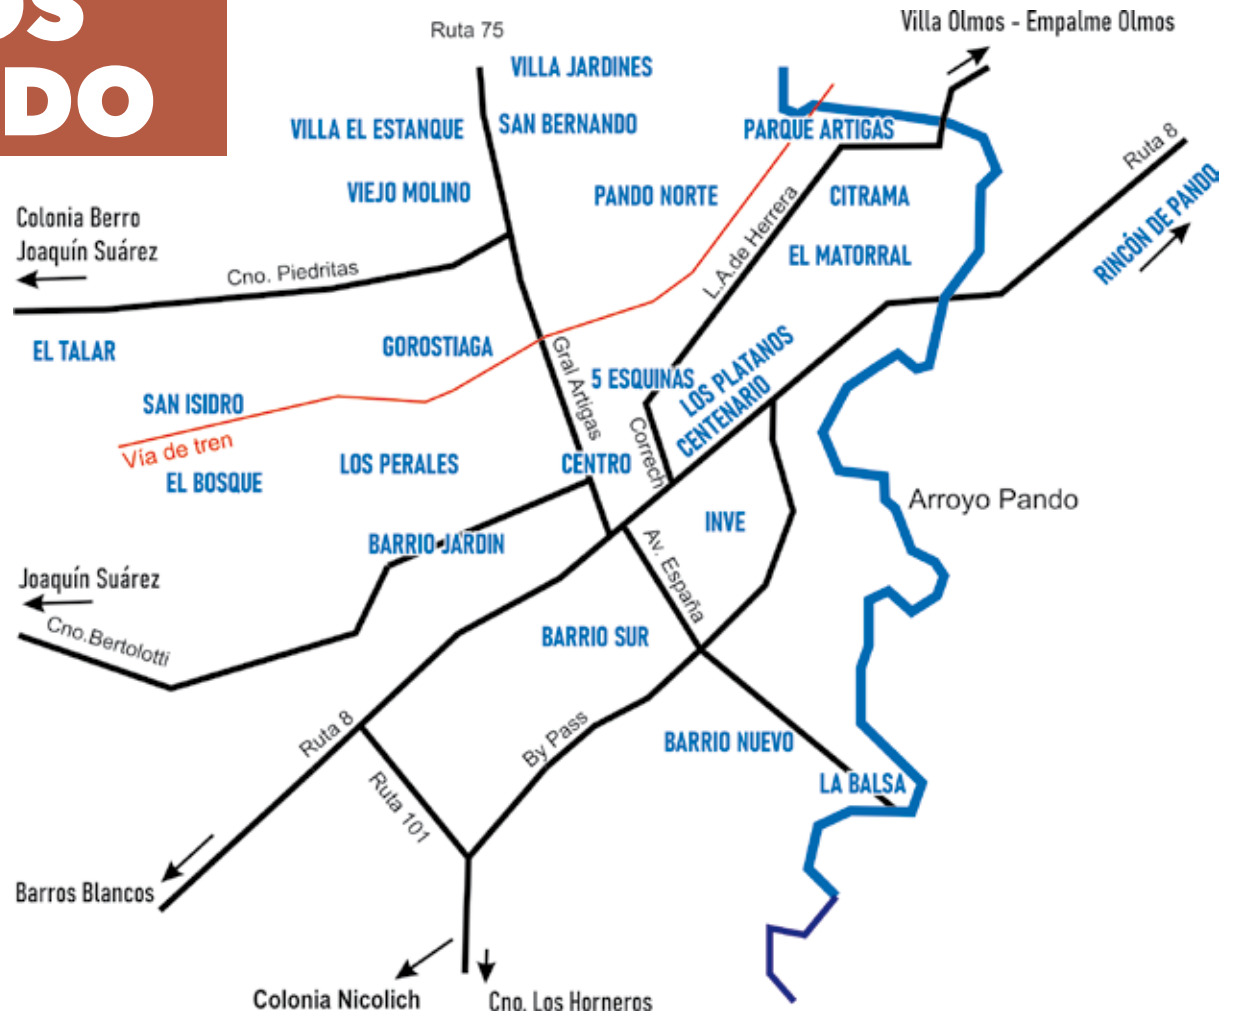 OS
DO
Ruta 75
Villa Olmos - Empalme Olmos
VILLA JARDINES
VILLA EL ESTANQUE
SAN BERNANDO
PARQUE ARTIGAS
Ruta 8
VIEJO MOLINO
PANDO NORTE
CITRAMA
RINCÓN DE PANDO
Colonia Berro
Joaquín Suárez
Cno. Piedritas
L.A.de Herrera
EL MATORRAL
EL TALAR
GOROSTIAGA
Gral Artigas
5 ESQUINAS
LOS PLATANOS
CENTENARIO
SAN ISIDRO
Vía de tren
EL BOSQUE
LOS PERALES
CENTRO
Correch
Arroyo Pando
INVE
BARRIO JARDIN
Av. España
Joaquín Suárez
Cno.Bertolotti
BARRIO SUR
Ruta 8
By Pass
BARRIO NUEVO
LA BALSA
Ruta 101
Barros Blancos
Colonia Nicolich
Cno. Los Horneros